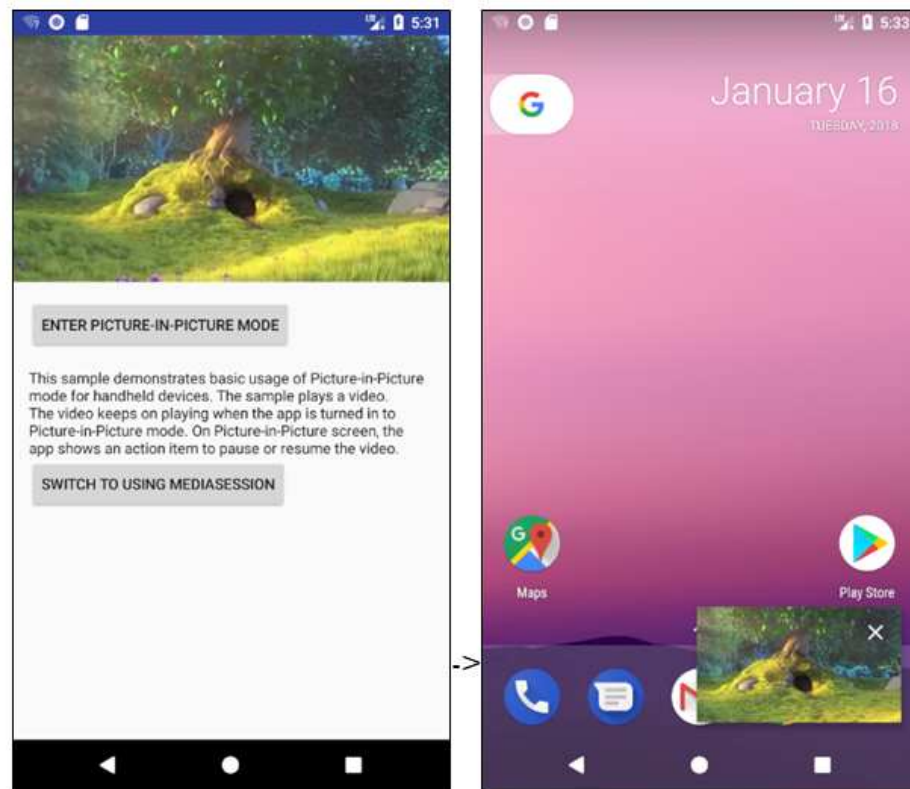 5:31
ENTER PICTURE-IN-PICTURE MODE
This sample demonstrates basic usage of Picture-in-Picture
mode for handheld devices. The sample plays a video.
The video keeps on playing when the app is turned in to
Picture-in-Picture mode. On Picture-in-Picture screen, the
app shows an action item to pause or resume the video.
SWITCH TO USING MEDIASESSION
->
5:33
G
January 16
TUESDAY, 2018
G
Maps
Play Store